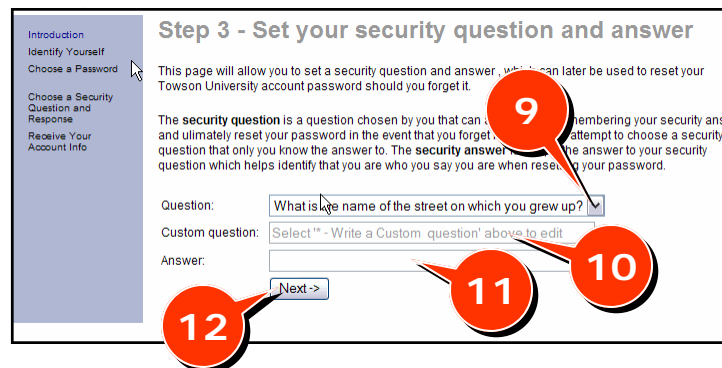 Introduction
Identify Yourself
Choose a Password
Choose a Security
Question and
Response
Receive Your
Account Info
Step 3 - Set your security question and answer
This page will allow you to set a security question and answer , which can later be used to reset your
Towson University account password should you forget it.
The security question is a question chosen by you that can membering your security ans
and ulimately reset your password in the event that you forget attempt to choose a security
question that only you know the answer to. The security answer the answer to your security
question which helps identify that you are who you say you are when resetting your password.
Question: What is the name of the street on which you grew up?
Custom question: Select '* - Write a Custom question' above to edit
Answer:
Next ->
9
10
11
12